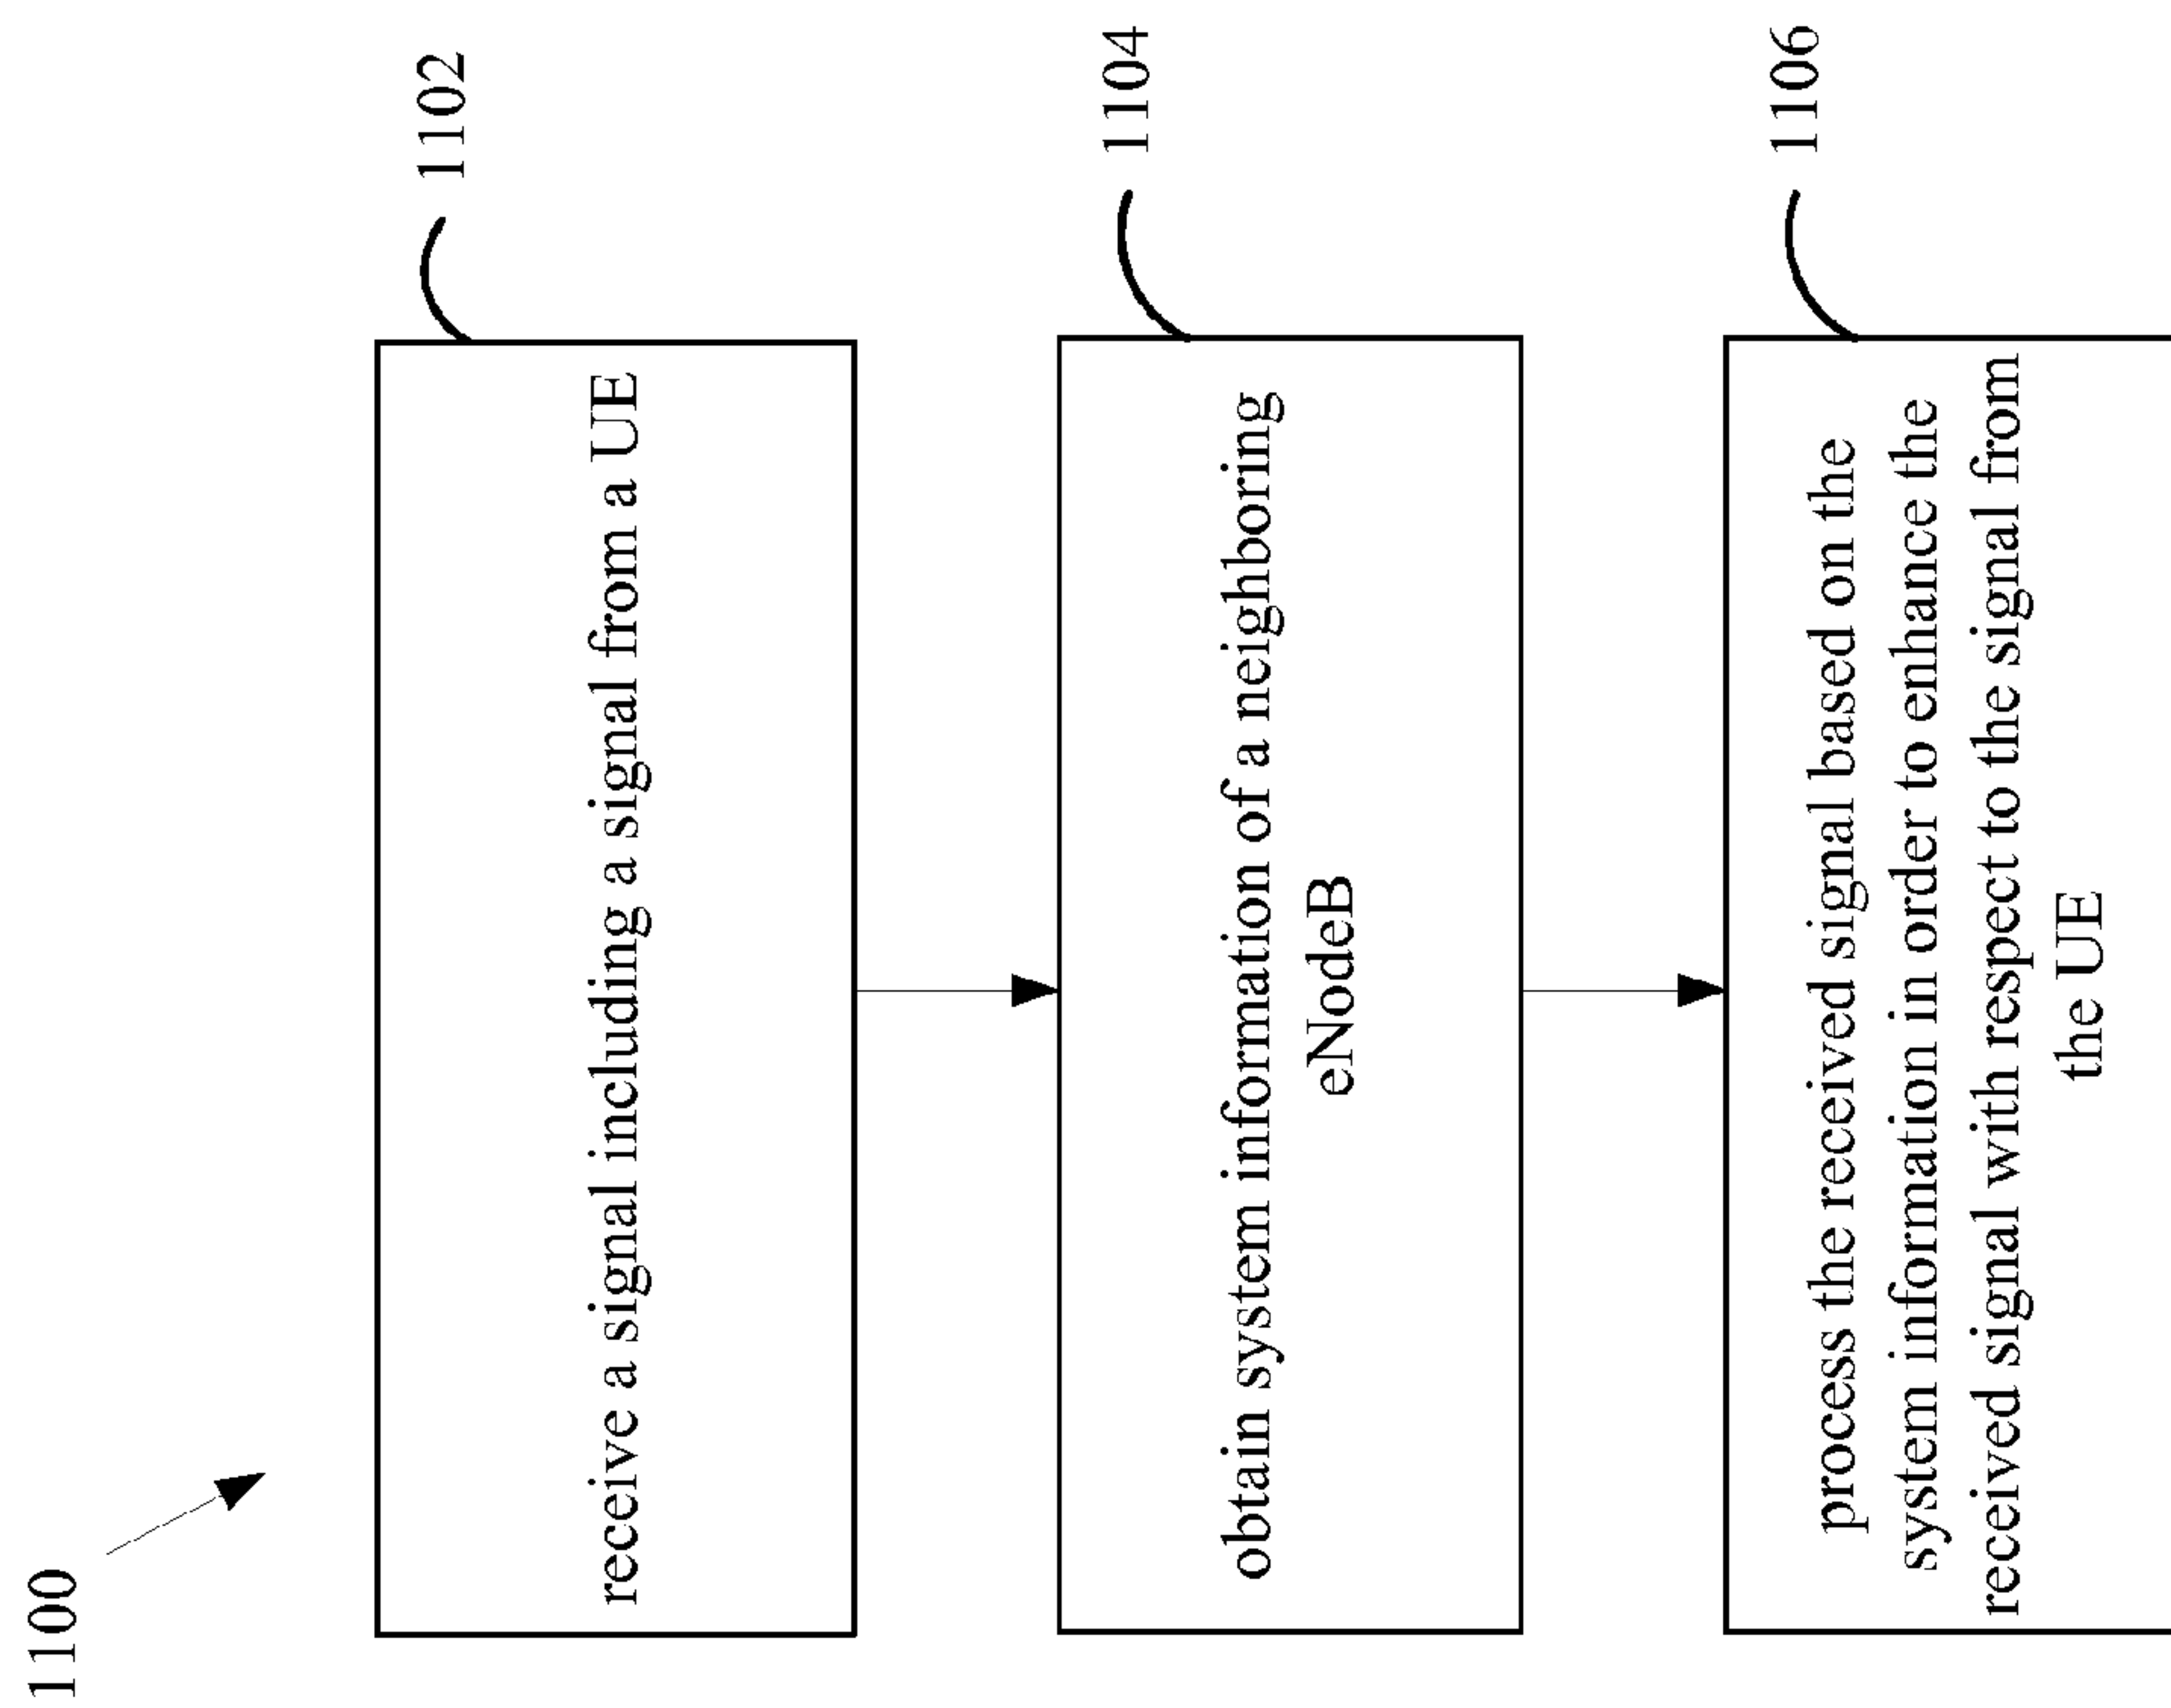 1100
1102
receive a signal including a signal from a UE
1104
obtain system information of a neighboring
eNodeB
1106
process the received signal based on the
system information in order to enhance the
received signal with respect to the signal from
the UE